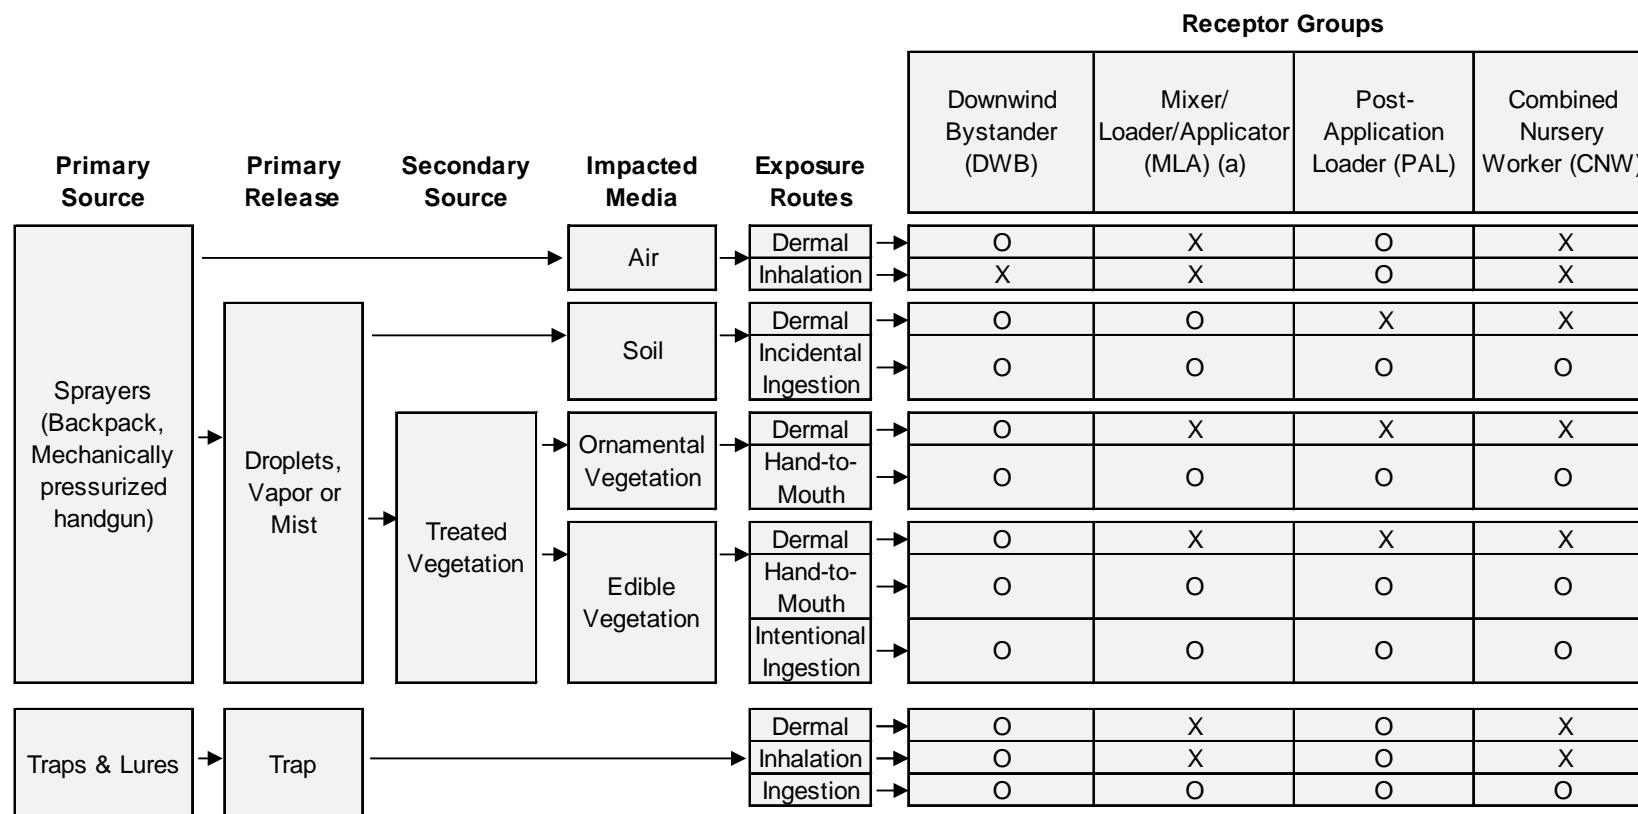 Receptor Groups
Downwind
Bystander
(DWB)
Mixer/
Loader/Applicator
(MLA) (a)
Post-
Application
Loader (PAL)
Combined
Nursery
Worker (CNW)
Primary
Source
Primary
Release
Secondary
Source
Impacted
Media
Exposure
Routes
Sprayers
(Backpack,
Mechanically
pressurized
handgun)
Droplets,
Vapor or
Mist
Treated
Vegetation
Air
Dermal O X O X
Inhalation X X O X
Soil
Dermal O O X X
Incidental
Ingestion
O O O O
Ornamental
Vegetation
Dermal O X X X
Hand-to-
Mouth
O O O O
Edible
Vegetation
Dermal O X X X
Hand-to-
Mouth
O O O O
Intentional
Ingestion
O O O O
Traps & Lures
Trap
Dermal O X O X
Inhalation O X O X
Ingestion O O O O